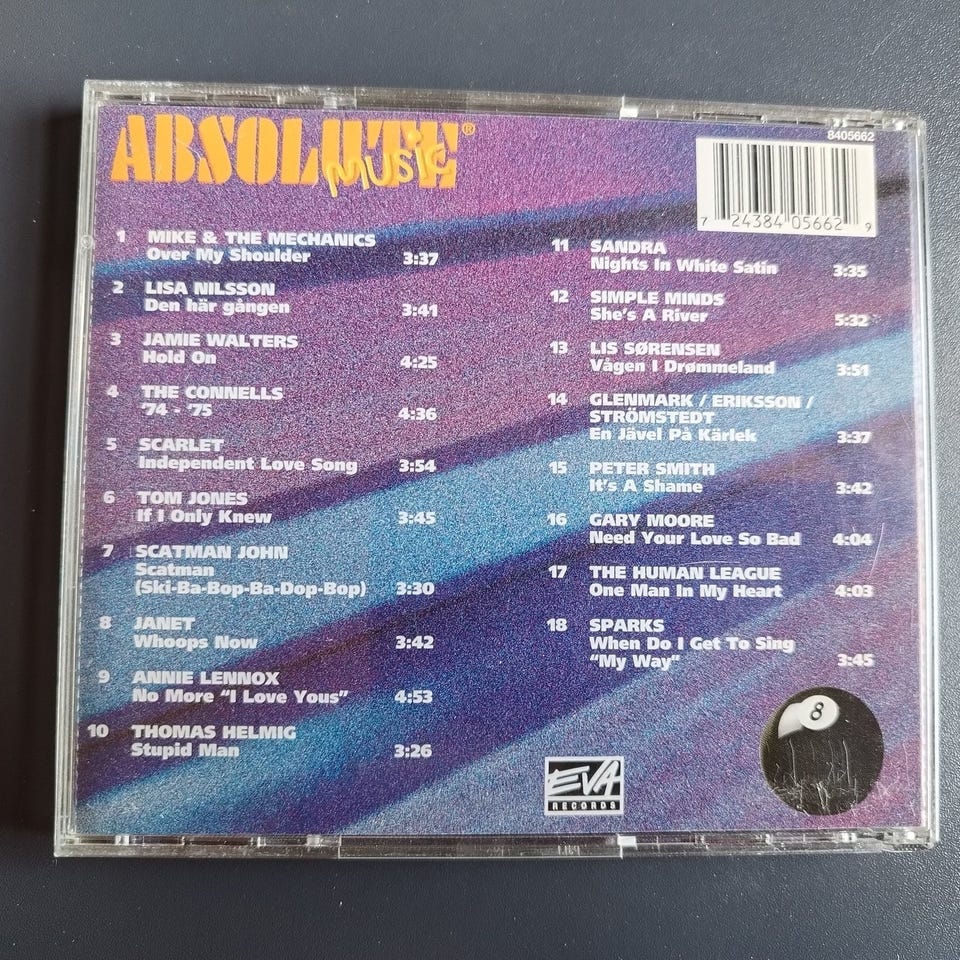 ABSOLUTE®
MUSIC
8405662
7 24384 05662 9
1 MIKE & THE MECHANICS
Over My Shoulder 3:37
2 LISA NILSSON
Den här gången 3:41
3 JAMIE WALTERS
Hold On 4:25
4 THE CONNELLS
'74 - '75 4:36
5 SCARLET
Independent Love Song 3:54
6 TOM JONES
If I Only Knew 3:45
7 SCATMAN JOHN
Scatman
(Ski-Ba-Bop-Ba-Dop-Bop) 3:30
8 JANET
Whoops Now 3:42
9 ANNIE LENNOX
No More “I Love Yous” 4:53
10 THOMAS HELMIG
Stupid Man 3:26
11 SANDRA
Nights In White Satin 3:35
12 SIMPLE MINDS
She's A River 5:32
13 LIS SØRENSEN
Vågen I Drømmeland 3:51
14 GLENMARK / ERIKSSON /
STRÖMSTEDT
En Jävel På Kärlek 3:37
15 PETER SMITH
It's A Shame 3:42
16 GARY MOORE
Need Your Love So Bad 4:04
17 THE HUMAN LEAGUE
One Man In My Heart 4:03
18 SPARKS
When Do I Get To Sing
“My Way” 3:45
8
EVA
RECORDS